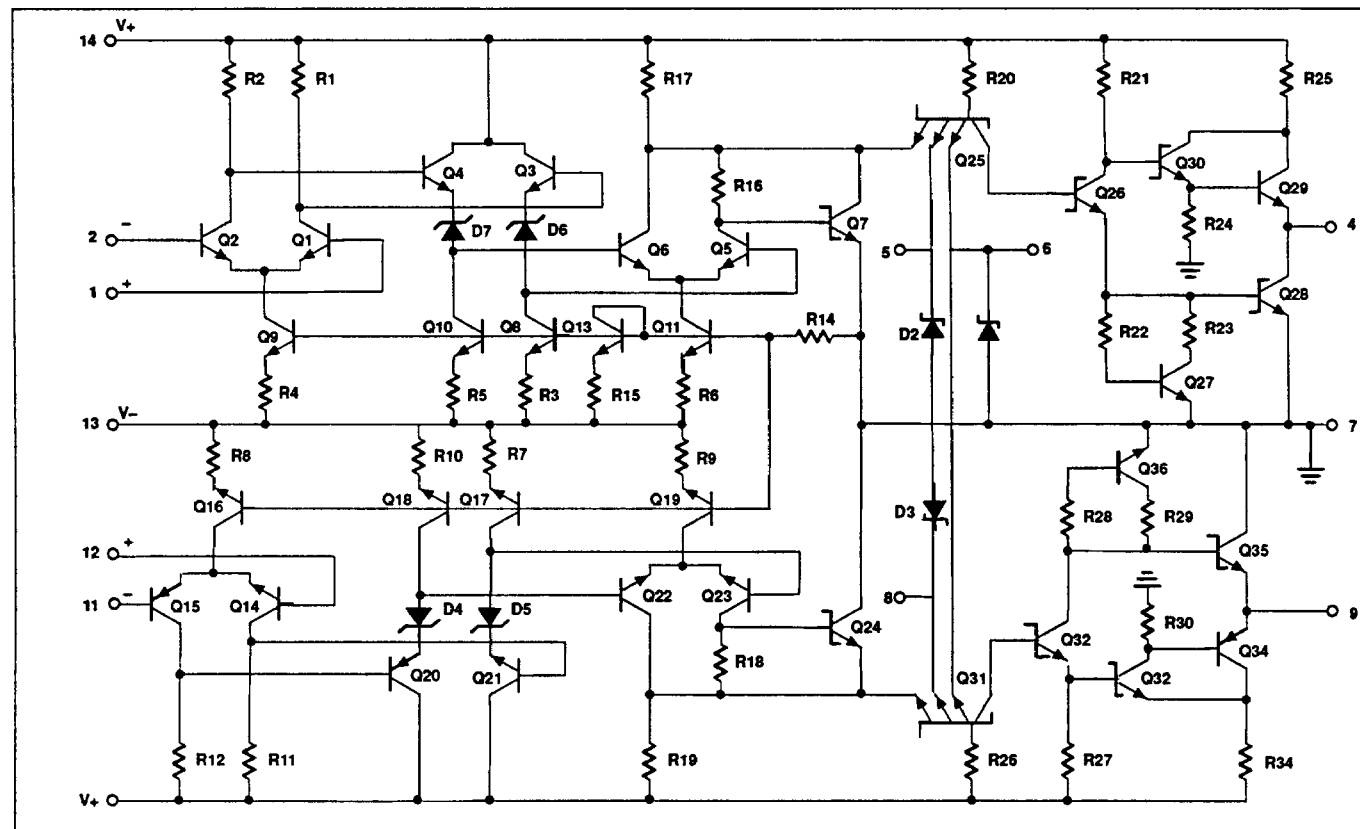 14 V+
R2 R1 R17 R20 R21 R25
Q4 Q3 R16 Q25 Q30
Q26 Q29
2 − Q2 Q1 D7 D6 Q6 Q5 Q7 R24 4
5 6
1 + Q28
Q9 Q10 Q8 Q13 Q11 R14 D2 R22 R23
R4 R5 R3 R15 R6 Q27
13 V− 7
R8 R10 R7 R9 Q36
Q16 Q18 Q17 Q19 D3 R28 R29
12 + Q35
11 − Q15 Q14 D4 D5 Q22 Q23 8 9
Q24 Q32 R30
Q20 Q21 R18 Q31 Q32 Q34
R12 R11 R19 R26 R27 R34
V+